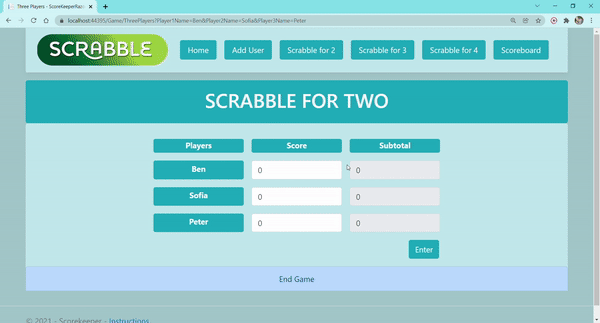 Three Players - ScoreKeeper
localhost:44395/Game/ThreePlayers?Player1Name=Ben&Player2Name=Sofia&Player3Name=Peter
SCRABBLE
Home Add User Scrabble for 2 Scrabble for 3 Scrabble for 4 Scoreboard
SCRABBLE FOR TWO
Players Score Subtotal
Ben 0 0
Sofia 0 0
Peter 0 0
Enter
End Game
© 2021 - Scorekeeper - Instructions